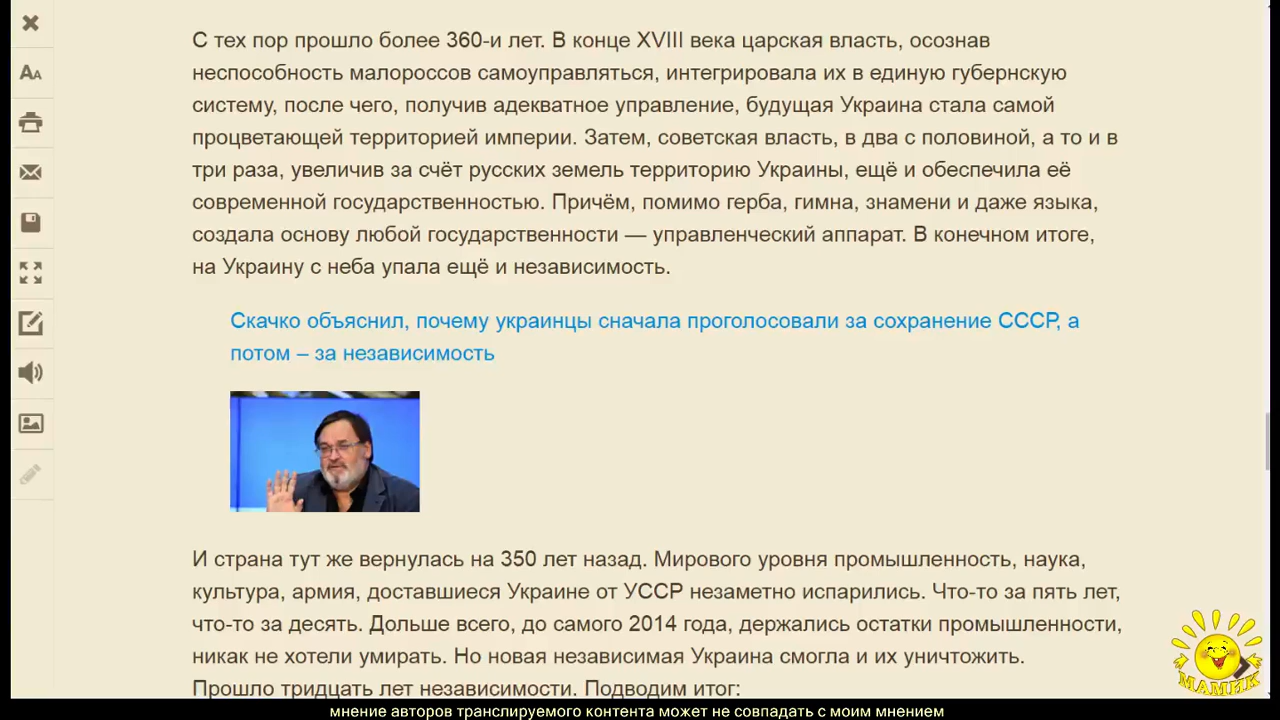 С тех пор прошло более 360-и лет. В конце XVIII века царская власть, осознав
неспособность малороссов самоуправляться, интегрировала их в единую губернскую
систему, после чего, получив адекватное управление, будущая Украина стала самой
процветающей территорией империи. Затем, советская власть, в два с половиной, а то и в
три раза, увеличив за счёт русских земель территорию Украины, ещё и обеспечила её
современной государственностью. Причём, помимо герба, гимна, знамени и даже языка,
создала основу любой государственности — управленческий аппарат. В конечном итоге,
на Украину с неба упала ещё и независимость.
Скачко объяснил, почему украинцы сначала проголосовали за сохранение СССР, а
потом – за независимость
И страна тут же вернулась на 350 лет назад. Мирового уровня промышленность, наука,
культура, армия, доставшиеся Украине от УССР незаметно испарились. Что-то за пять лет,
что-то за десять. Дольше всего, до самого 2014 года, держались остатки промышленности,
никак не хотели умирать. Но новая независимая Украина смогла и их уничтожить.
Прошло тридцать лет независимости. Подводим итог:
МАМИК
мнение авторов транслируемого контента может не совпадать с моим мнением